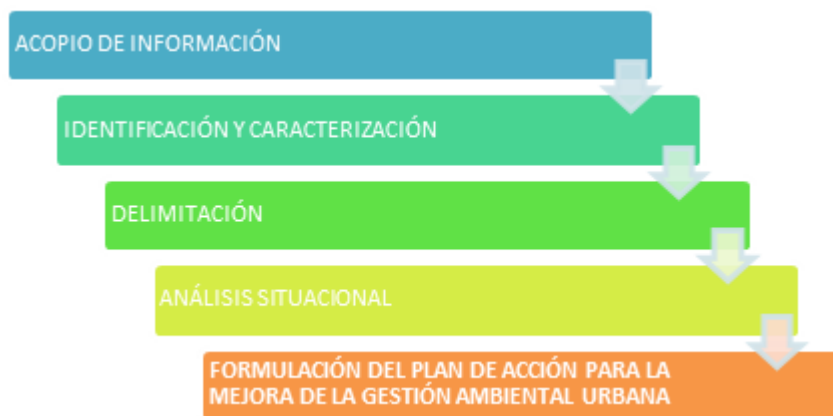 ACOPIO DE INFORMACIÓN
IDENTIFICACIÓN Y CARACTERIZACIÓN
DELIMITACIÓN
ANÁLISIS SITUACIONAL
FORMULACIÓN DEL PLAN DE ACCIÓN PARA LA
MEJORA DE LA GESTIÓN AMBIENTAL URBANA